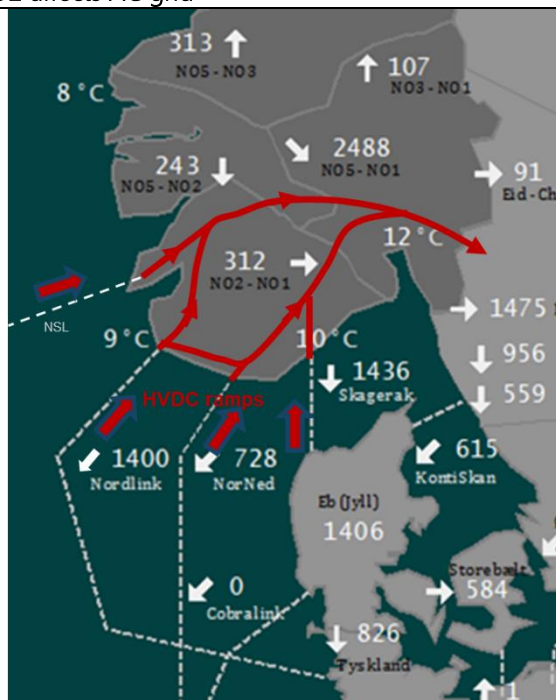 313
NO5 - NO3
107
NO3 - NO1
8 °C
2488
NO5 - NO1
243
NO5 - NO2
91
12 °C
312
NO2 - NO1
1475
NSL
9 °C
10 °C
956
1436
Skagerak
559
HVDC ramps
1400
Nordlink
728
NorNed
615
KontiSkan
Eb (Jyll)
1406
Storebælt
584
0
Cobralink
826
Tyskland
1